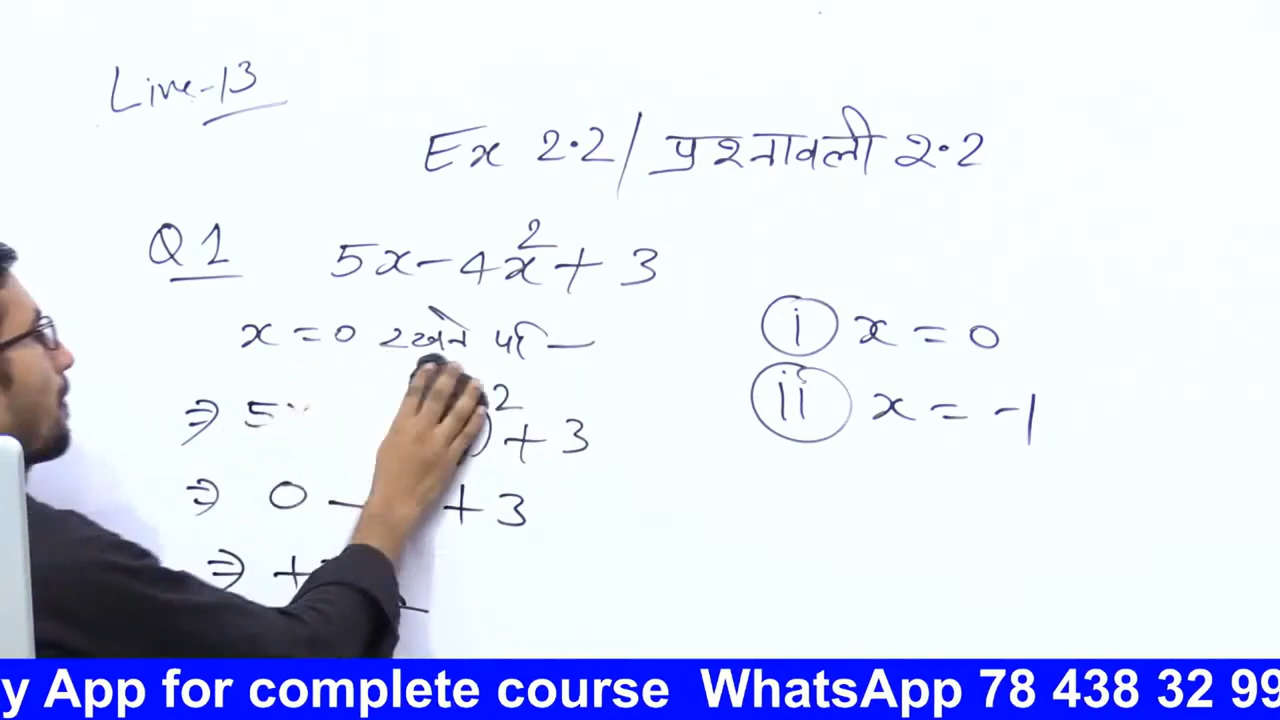 Live-13
Ex 2.2/ प्रश्नावली 2.2
Q1 5x-4x²+3
x=0 रखने पर —
i x=0
⇒ 5 ² + 3
ii x=-1
⇒ 0 - + 3
⇒ +
y App for complete course WhatsApp 78 438 32 99